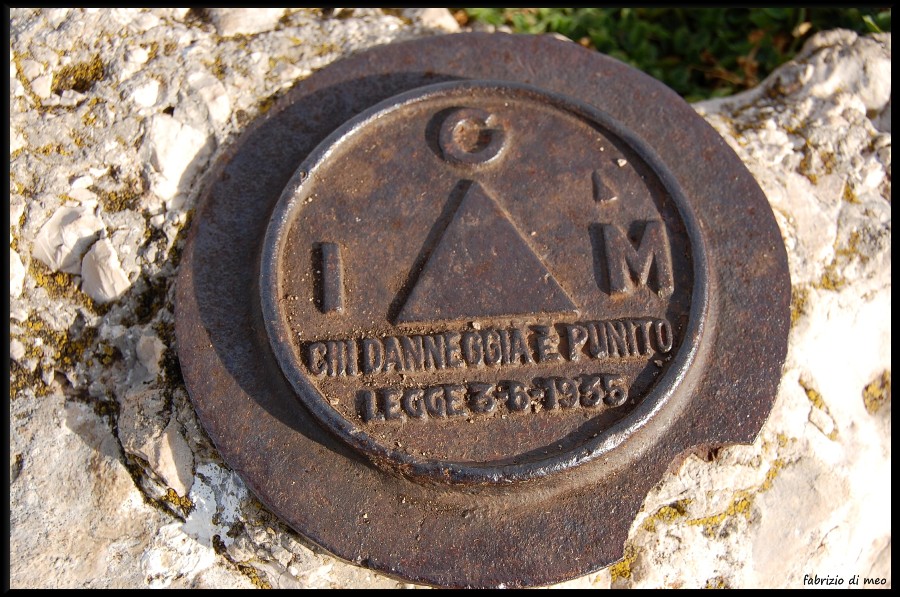 G
I M
CHI DANNEGGIA È PUNITO
LEGGE 3-6-1935
fabrizio di meo